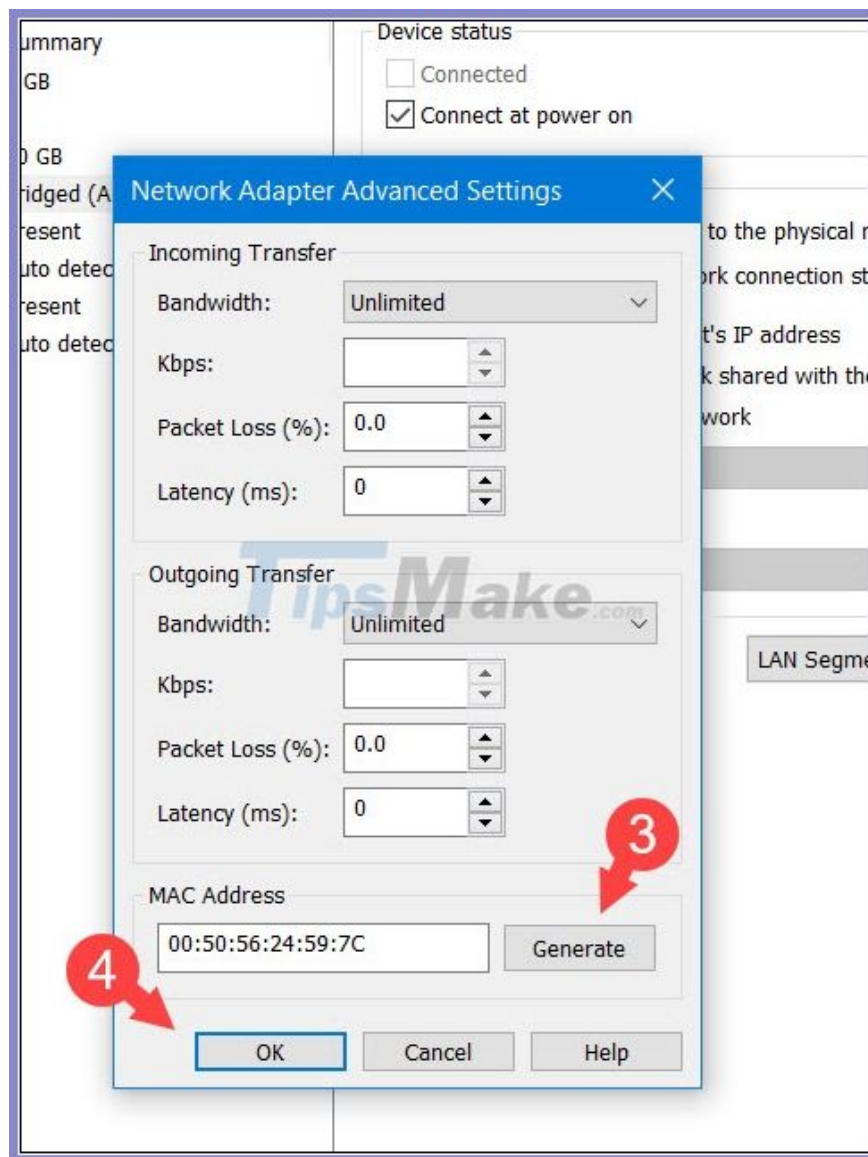 ummary
GB
0 GB
ridged (A
resent
uto detec
resent
uto detec
Device status
Connected
Connect at power on
to the physical
ork connection st
t's IP address
k shared with the
work
LAN Segme
Network Adapter Advanced Settings
Incoming Transfer
Bandwidth: Unlimited
Kbps:
Packet Loss (%): 0.0
Latency (ms): 0
Outgoing Transfer
TipsMake.com
Bandwidth: Unlimited
Kbps:
Packet Loss (%): 0.0
Latency (ms): 0
3
MAC Address
00:50:56:24:59:7C Generate
4
OK Cancel Help